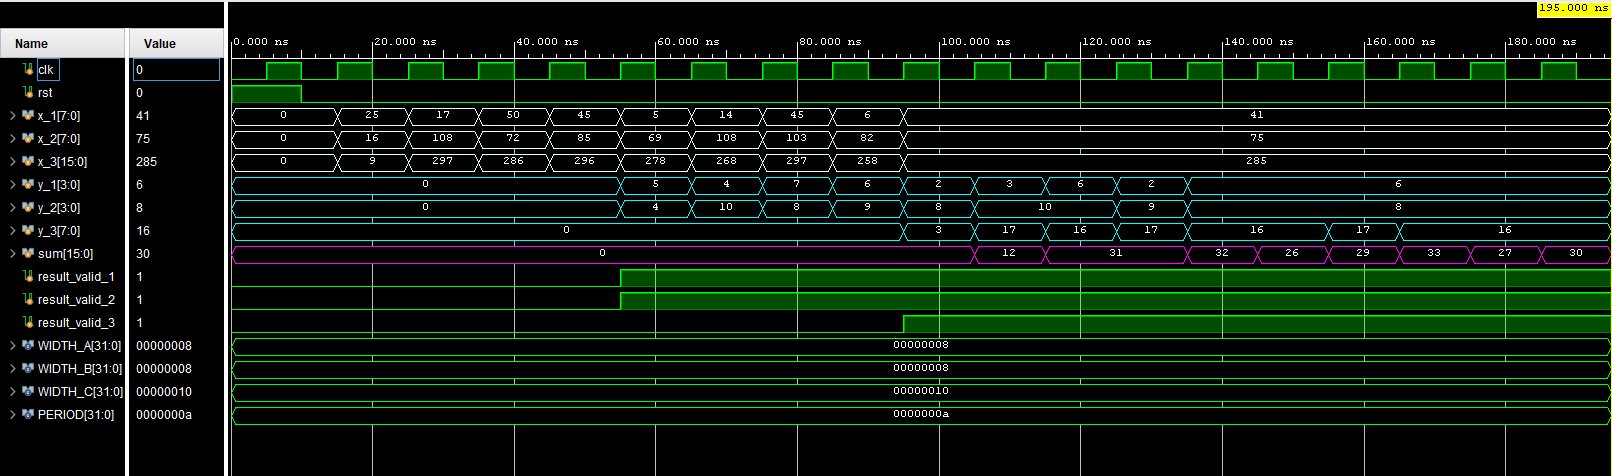 195.000 ns
Name Value 0.000 ns 20.000 ns 40.000 ns 60.000 ns 80.000 ns 100.000 ns 120.000 ns 140.000 ns 160.000 ns 180.000 ns
clk 0
rst 0
x_1[7:0] 41 0 25 17 50 45 5 14 45 6 41
x_2[7:0] 75 0 16 108 72 85 69 108 103 82 75
x_3[15:0] 285 0 9 297 286 296 278 268 297 258 285
y_1[3:0] 6 0 5 4 7 6 2 3 6 2 6
y_2[3:0] 8 0 4 10 8 9 8 10 9 8
y_3[7:0] 16 0 3 17 16 17 16 17 16
sum[15:0] 30 0 12 31 32 26 29 33 27 30
result_valid_1 1
result_valid_2 1
result_valid_3 1
WIDTH_A[31:0] 00000008 00000008
WIDTH_B[31:0] 00000008 00000008
WIDTH_C[31:0] 00000010 00000010
PERIOD[31:0] 0000000a 0000000a